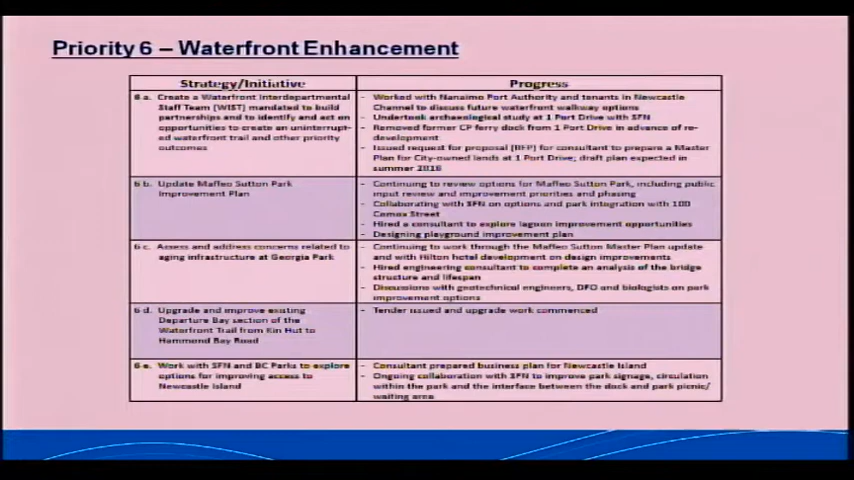 Priority 6 – Waterfront Enhancement
Strategy/Initiative
Progress
6 a. Create a Waterfront Interdepartmental
Staff Team (WIST) mandated to build
partnerships and to identify and act on
opportunities to create an uninterrupt-
ed waterfront trail and other priority
outcomes
- Worked with Nanaimo Port Authority and tenants in Newcastle
Channel to discuss future waterfront walkway options
- Undertook archaeological study at 1 Port Drive with SFN
- Removed former CP ferry dock from 1 Port Drive in advance of re-
development
- Issued request for proposal (RFP) for consultant to prepare a Master
Plan for City-owned lands at 1 Port Drive; draft plan expected in
summer 2018
6 b. Update Maffeo Sutton Park
Improvement Plan
- Continuing to review options for Maffeo Sutton Park, including public
input review and improvement priorities and phasing
- Collaborating with SFN on options and park integration with 100
Comox Street
- Hired a consultant to explore lagoon improvement opportunities
- Designing playground improvement plan
6 c. Assess and address concerns related to
aging infrastructure at Georgia Park
- Continuing to work through the Maffeo Sutton Master Plan update
and with Hilton hotel development on design improvements
- Hired engineering consultant to complete an analysis of the bridge
structure and lifespan
- Discussions with geotechnical engineers, DFO and biologists on park
improvement options
6 d. Upgrade and improve existing
Departure Bay section of the
Waterfront Trail from Kin Hut to
Hammond Bay Road
- Tender issued and upgrade work commenced
6 e. Work with SFN and BC Parks to explore
options for improving access to
Newcastle Island
- Consultant prepared business plan for Newcastle Island
- Ongoing collaboration with SFN to improve park signage, circulation
within the park and the interface between the dock and park picnic/
waiting area